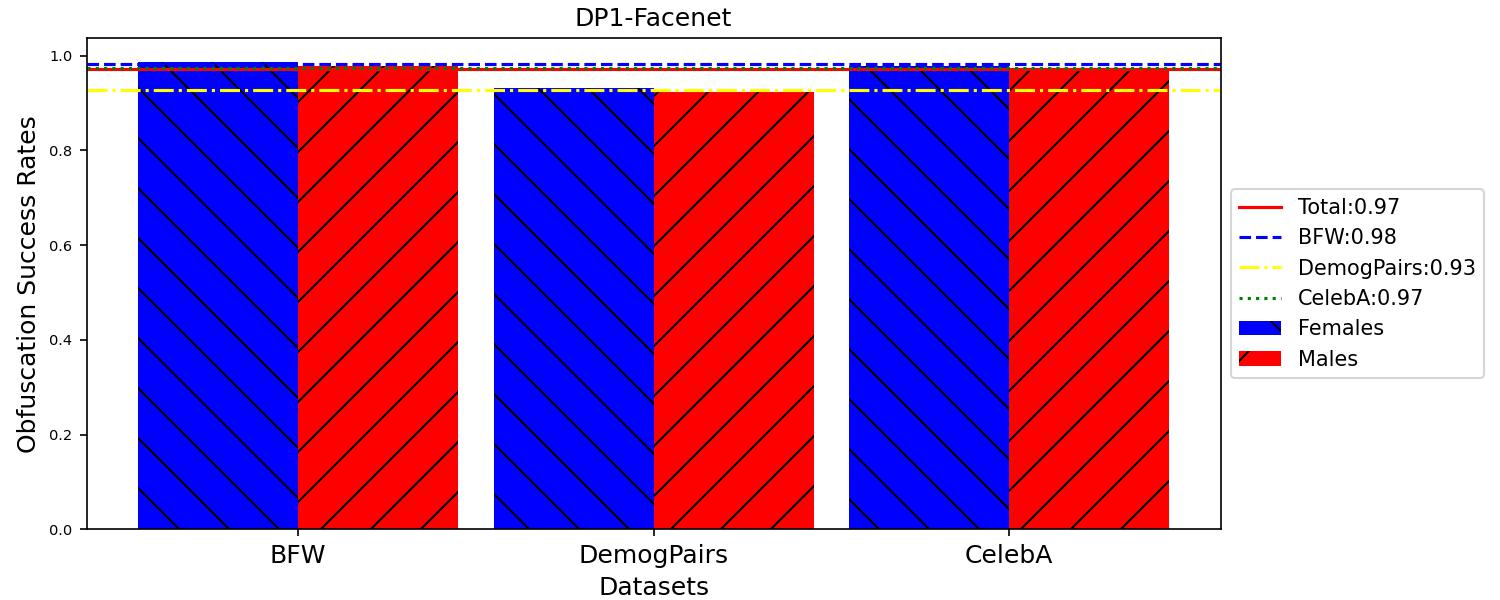 DP1-Facenet
Obfuscation Success Rates
1.0
0.8
0.6
0.4
0.2
0.0
BFW
DemogPairs
CelebA
Datasets
Total:0.97
BFW:0.98
DemogPairs:0.93
CelebA:0.97
Females
Males